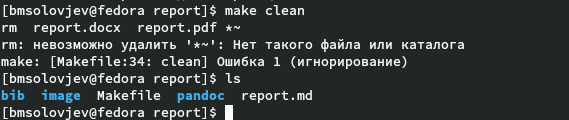 [bmsolovjev@fedora report]$ make clean
rm  report.docx  report.pdf *~
rm: невозможно удалить '*~': Нет такого файла или каталога
make: [Makefile:34: clean] Ошибка 1 (игнорирование)
[bmsolovjev@fedora report]$ ls
bib  image  Makefile  pandoc  report.md
[bmsolovjev@fedora report]$